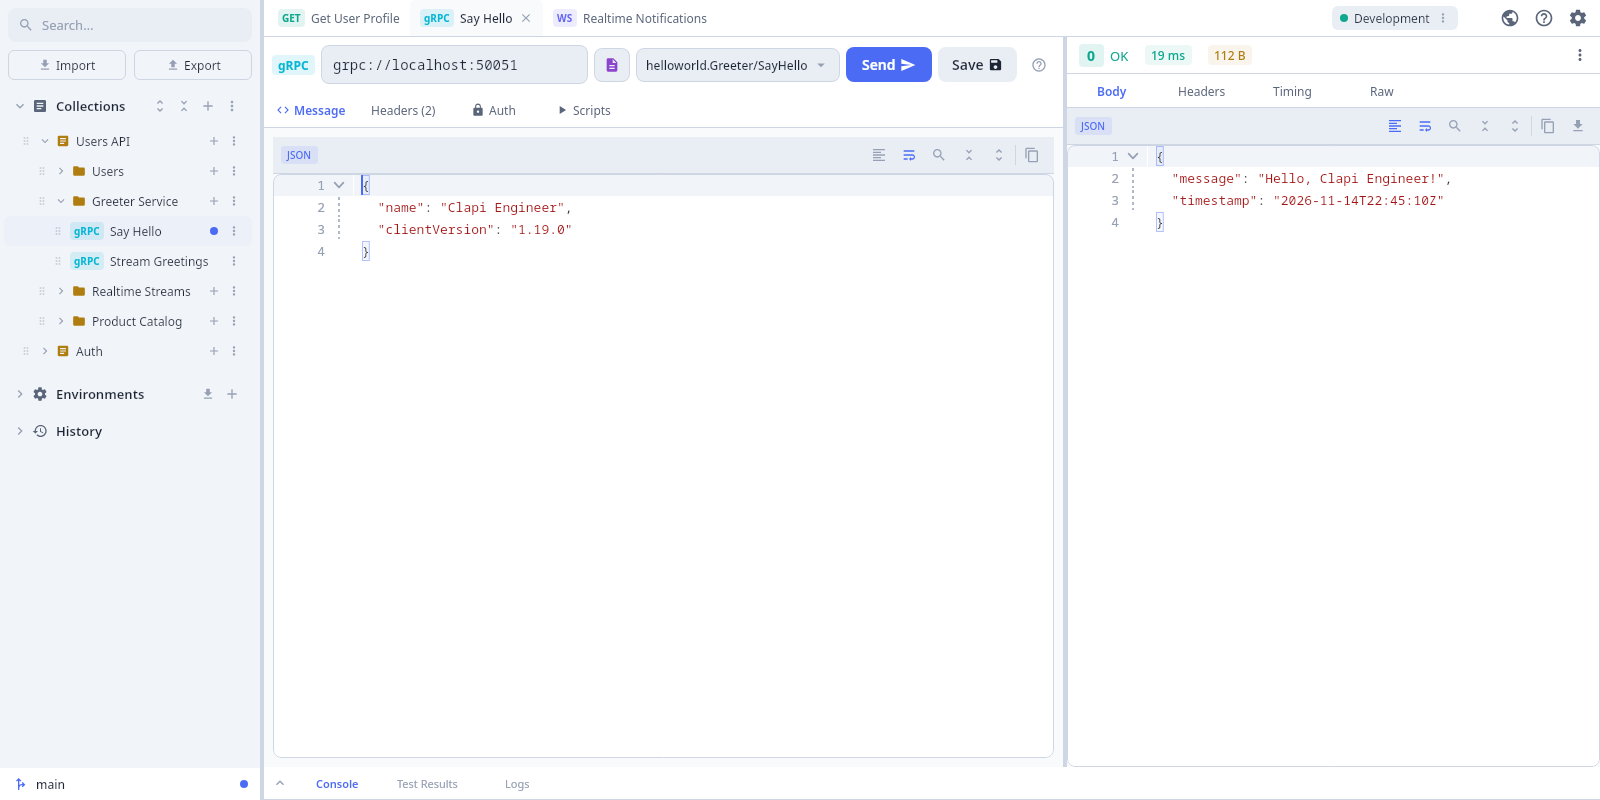 Search...
Import
Export
Collections
Users API
Users
Greeter Service
gRPC Say Hello
gRPC Stream Greetings
Realtime Streams
Product Catalog
Auth
Environments
History
main
GET Get User Profile
gRPC Say Hello
WS Realtime Notifications
Development
gRPC grpc://localhost:50051 helloworld.Greeter/SayHello Send Save
Message Headers (2) Auth Scripts
JSON
1 {
2 "name": "Clapi Engineer",
3 "clientVersion": "1.19.0"
4 }
Console Test Results Logs
0 OK 19 ms 112 B
Body Headers Timing Raw
JSON
1 {
2 "message": "Hello, Clapi Engineer!",
3 "timestamp": "2026-11-14T22:45:10Z"
4 }